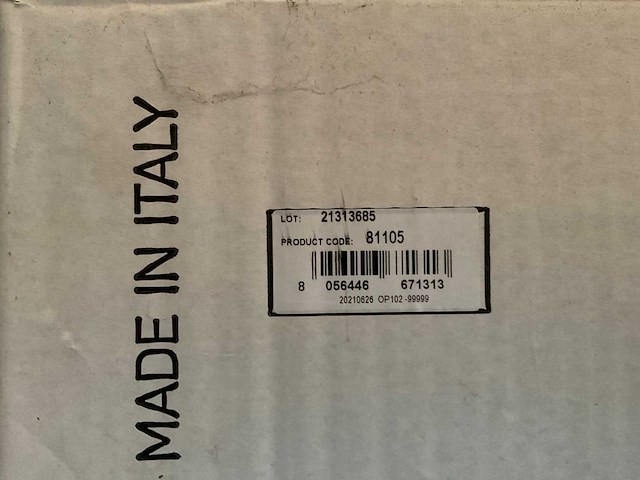 MADE IN ITALY
LOT: 21313685
PRODUCT CODE: 81105
8 056446 671313
20210626 OP102-99999